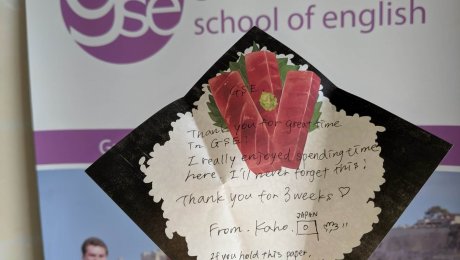 gse
school of english
GSE
Thank you for great time
In GSE!
I really enjoyed spending time
here, I'll never forget this!
Thank you for 3 weeks ♡
From. Kaho.
JAPAN
If you hold this paper,
G